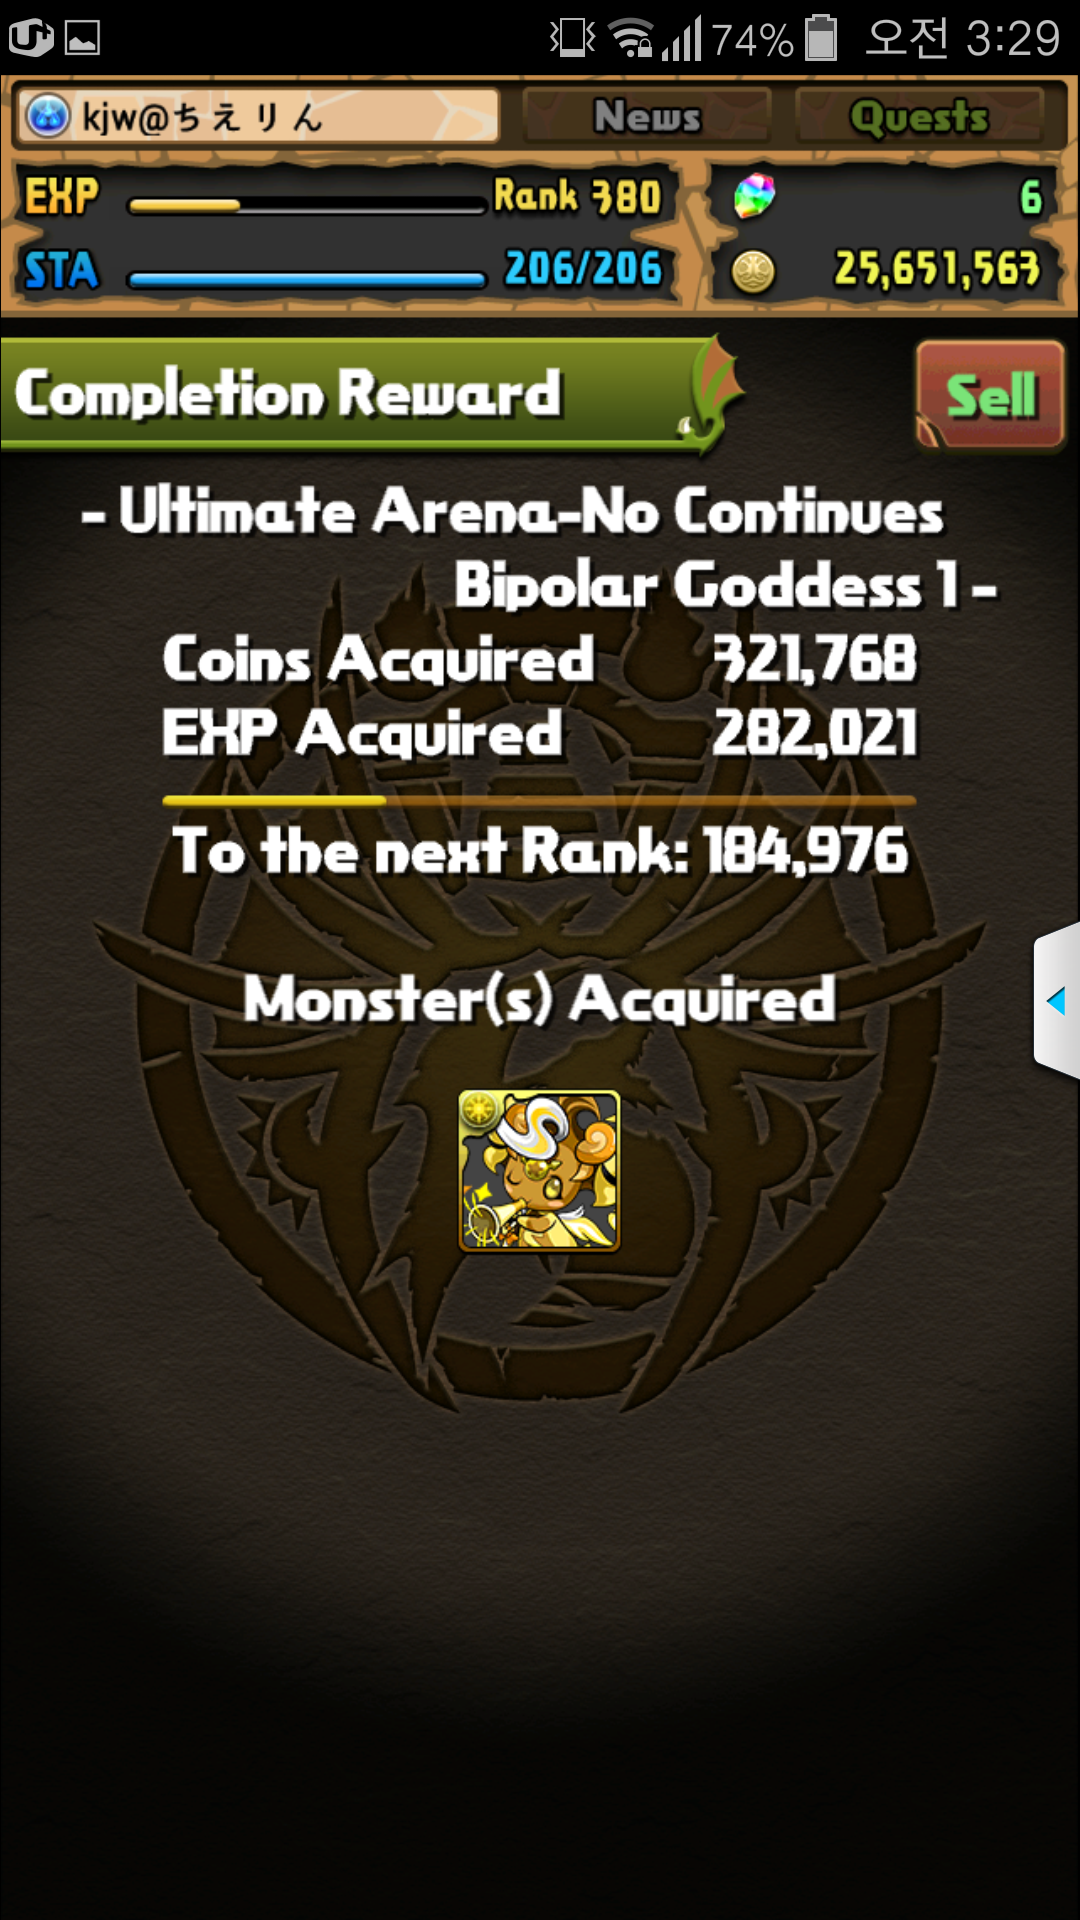 U+ 74% 오전 3:29
kjw@ちえりん News Quests
EXP Rank 380 6
STA 206/206 25,651,563
Completion Reward Sell
- Ultimate Arena-No Continues
Bipolar Goddess 1 -
Coins Acquired 321,768
EXP Acquired 282,021
To the next Rank: 184,976
Monster(s) Acquired